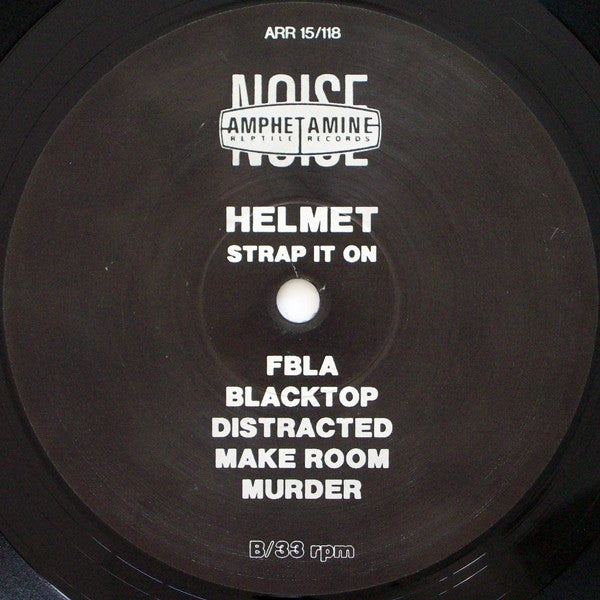 ARR 15/118
NOISE
AMPHETAMINE
REPTILE RECORDS
NOISE
HELMET
STRAP IT ON
FBLA
BLACKTOP
DISTRACTED
MAKE ROOM
MURDER
B/33 rpm